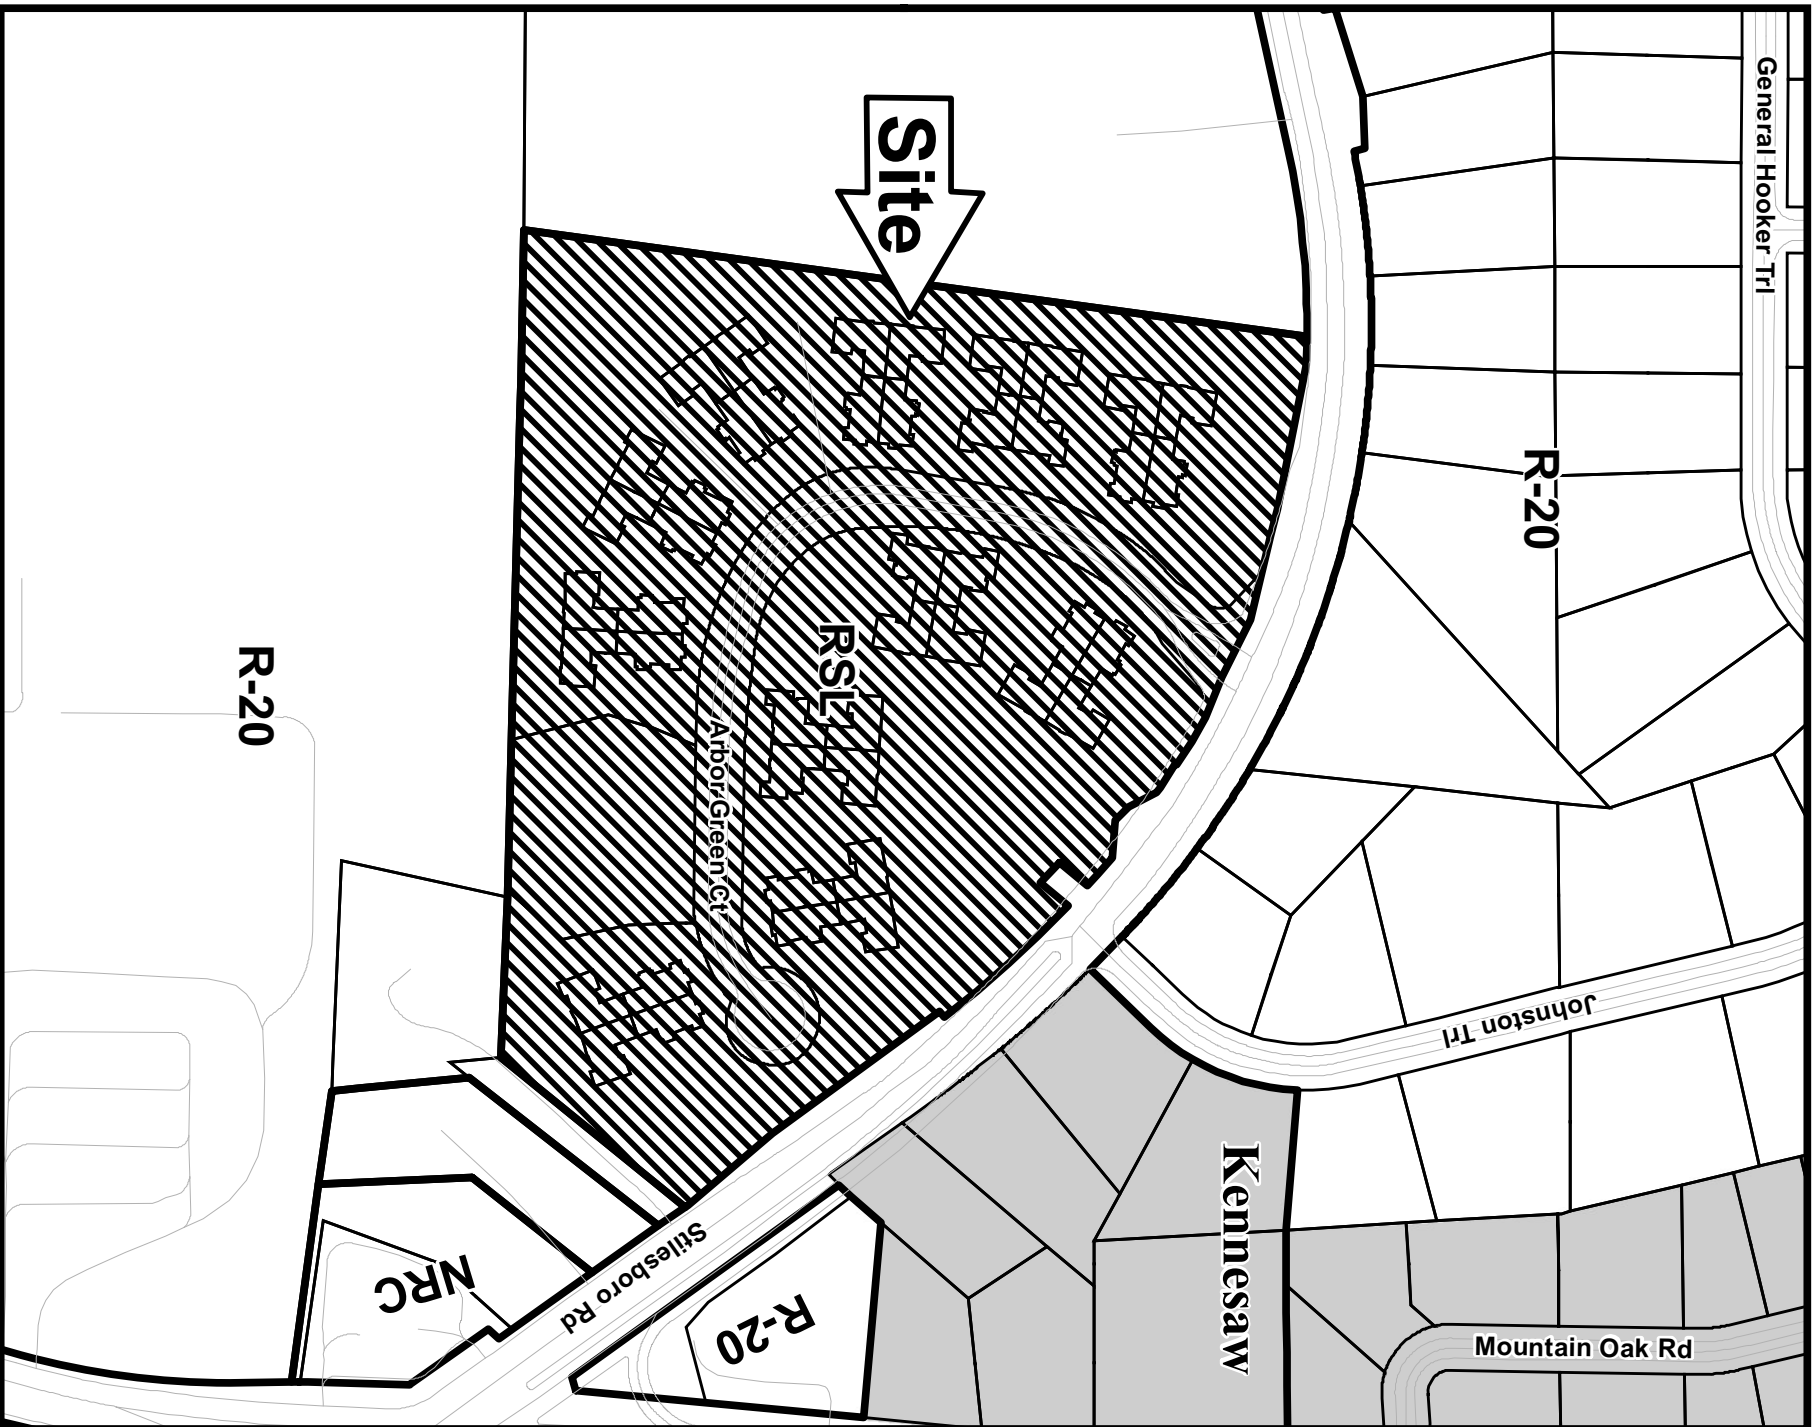 General Hooker Trl
Site
R-20
RSL
R-20
Arbor Green Ct
Johnston Trl
Kennesaw
Stilesboro Rd
NRC
R-20
Mountain Oak Rd